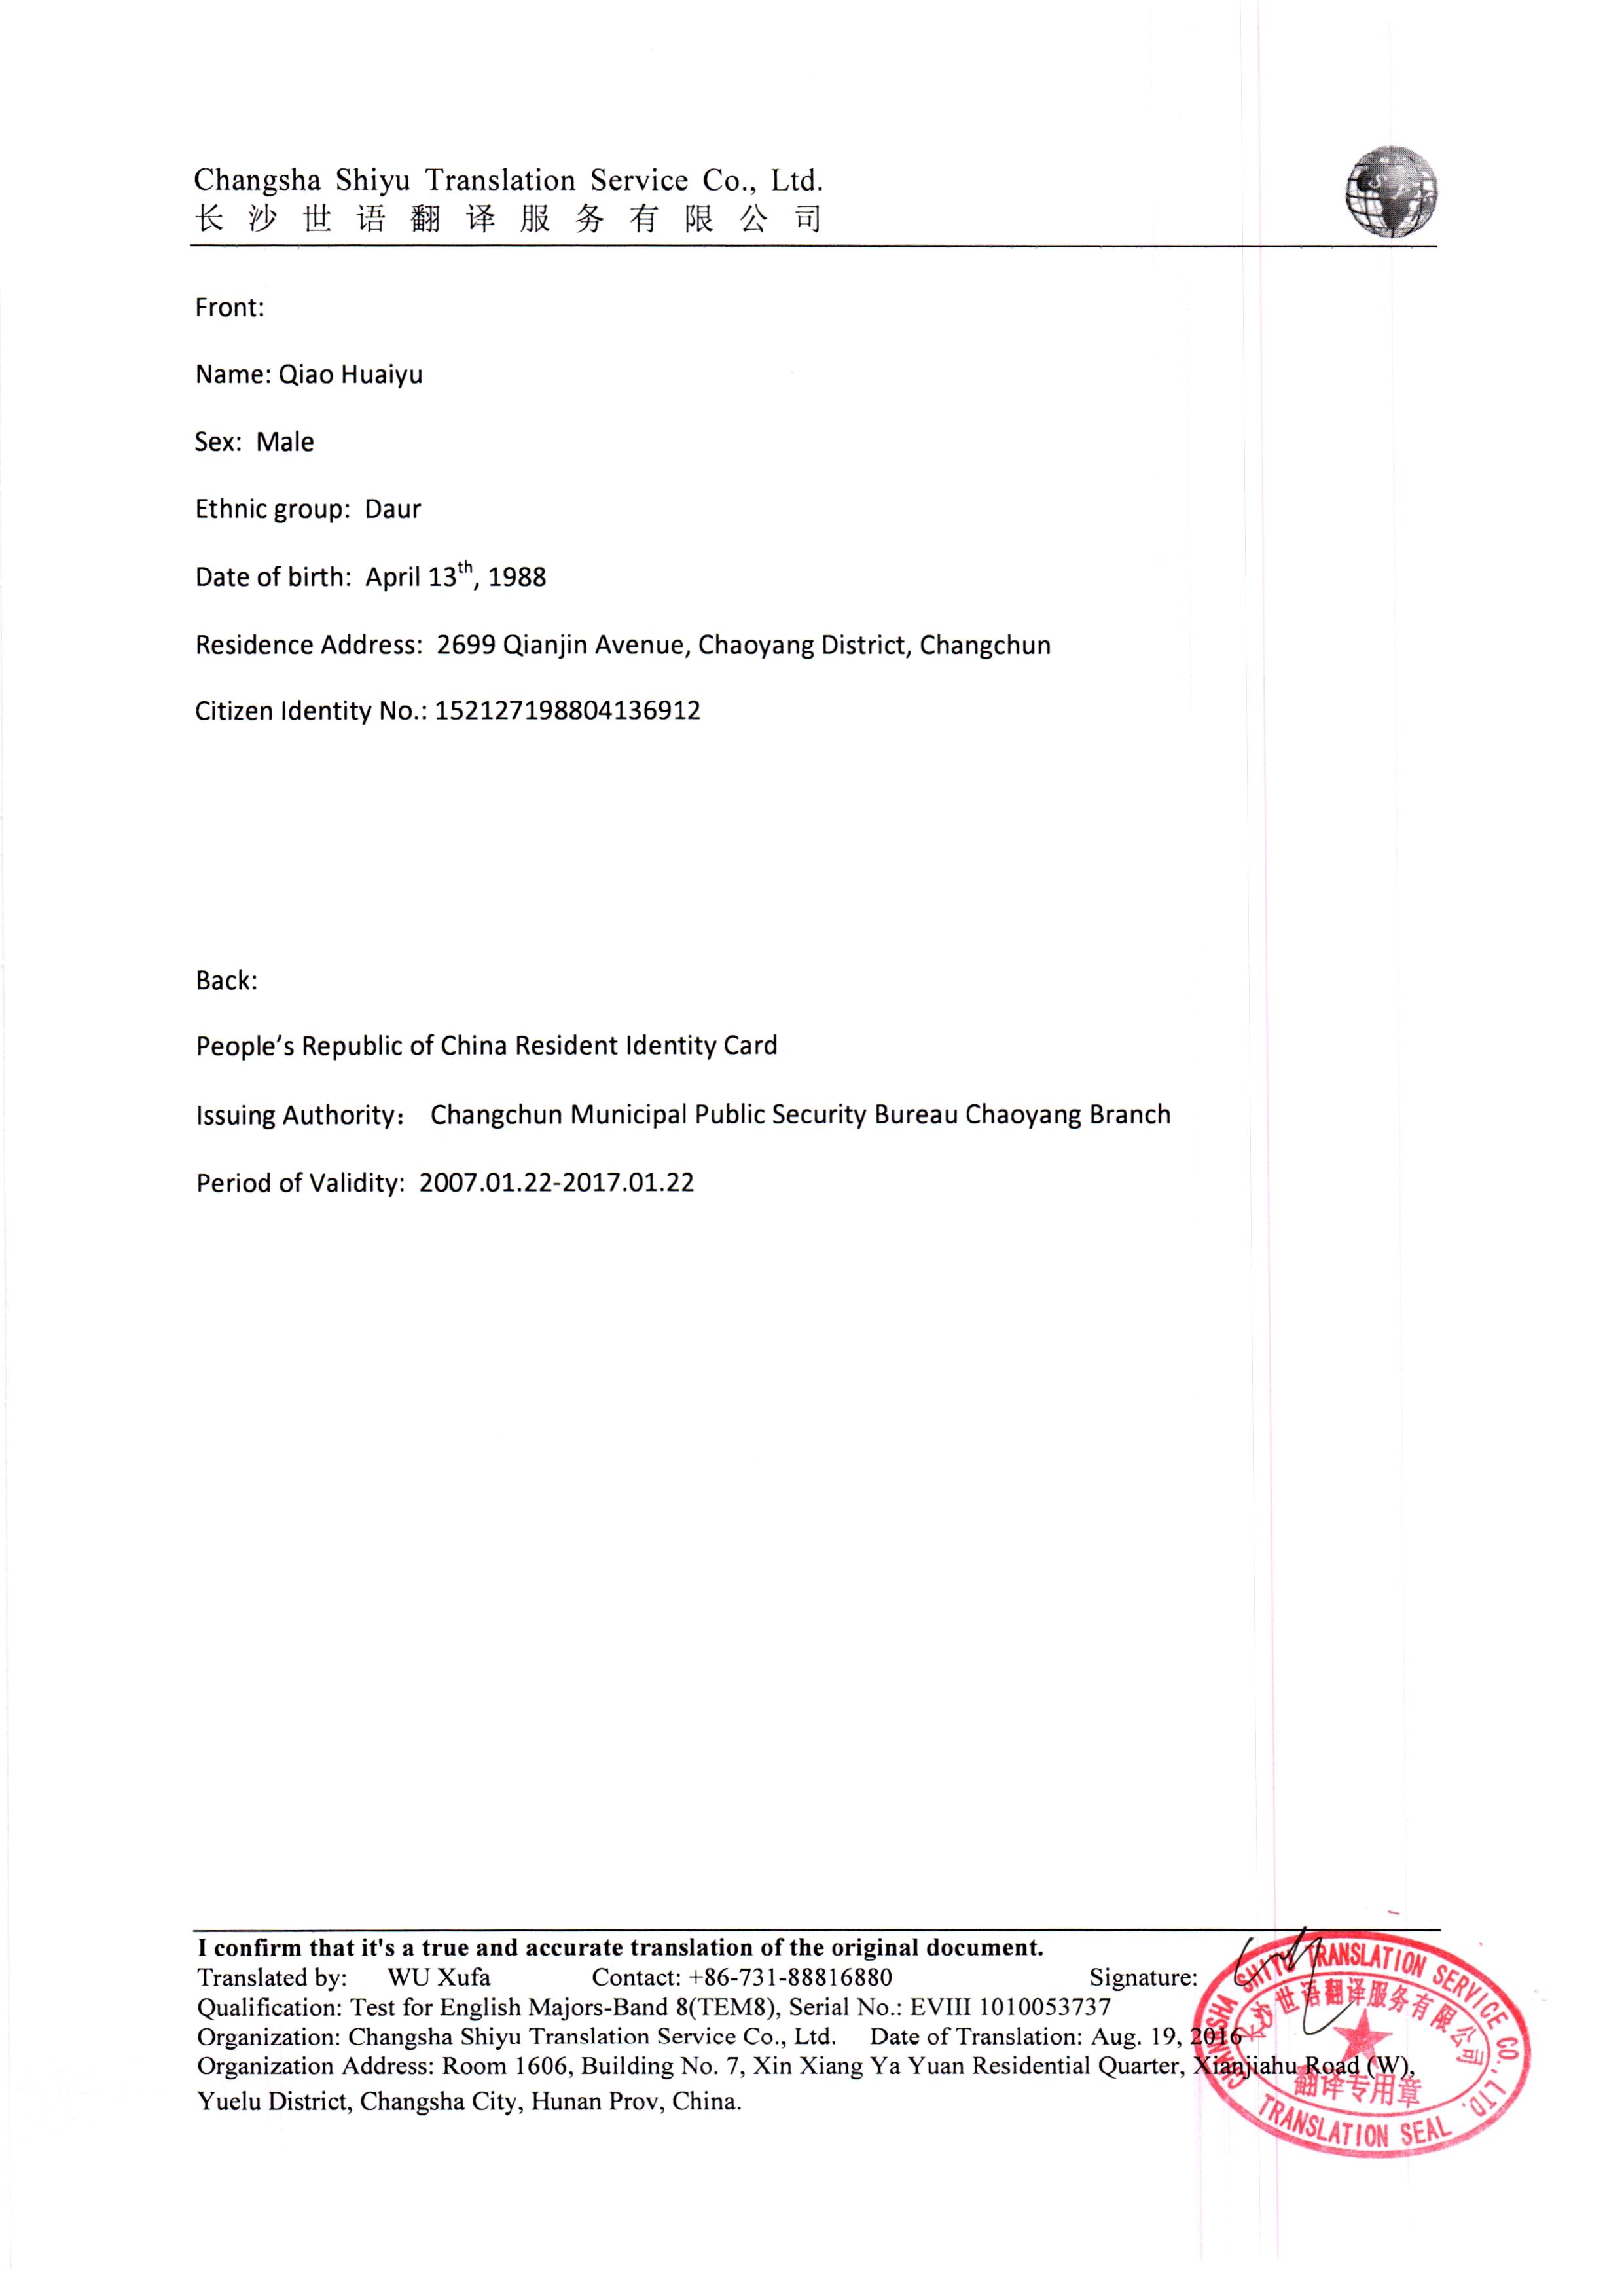 Changsha Shiyu Translation Service Co., Ltd.
长沙世语翻译服务有限公司
Front:
Name: Qiao Huaiyu
Sex: Male
Ethnic group: Daur
Date of birth: April 13th, 1988
Residence Address: 2699 Qianjin Avenue, Chaoyang District, Changchun
Citizen Identity No.: 152127198804136912
Back:
People's Republic of China Resident Identity Card
Issuing Authority： Changchun Municipal Public Security Bureau Chaoyang Branch
Period of Validity: 2007.01.22-2017.01.22
I confirm that it's a true and accurate translation of the original document.
Translated by: WU Xufa Contact: +86-731-88816880 Signature:
Qualification: Test for English Majors-Band 8(TEM8), Serial No.: EVIII 1010053737
Organization: Changsha Shiyu Translation Service Co., Ltd. Date of Translation: Aug. 19, 2016
Organization Address: Room 1606, Building No. 7, Xin Xiang Ya Yuan Residential Quarter, Xianjiahu Road (W),
Yuelu District, Changsha City, Hunan Prov, China.
CHANGSHA SHIYU TRANSLATION SERVICE CO.,LTD.
长沙世语翻译服务有限公司
翻译专用章
TRANSLATION SEAL